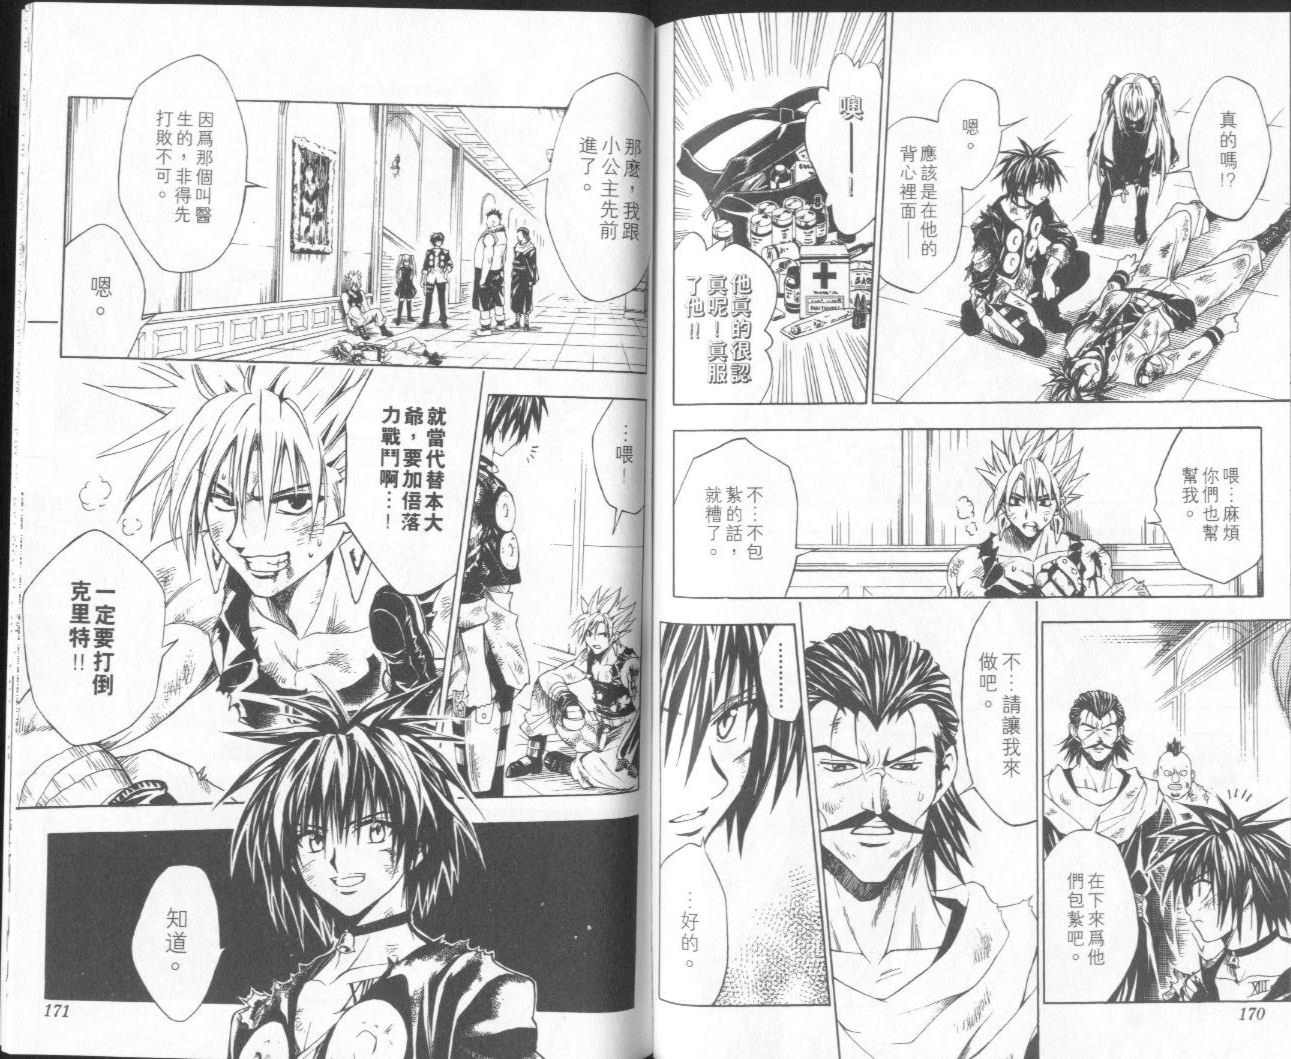 真的嗎!?
嗯。
應該是在他的
背心裡面——
噢——!
他真的很認
真呢!真服
了他!!
喂…麻煩
你們也幫
幫我。
不…不包
紮的話，
就糟了。
在下來爲他
們包紮吧。
XIII
不…請讓我來
做吧。
…………
…好的。
170
那麼，我跟
小公主先前
進了。
因爲那個叫醫
生的，非得先
打敗不可。
嗯。
…喂!
就當代替本大
爺，要加倍落
力戰鬥啊…!
一定要打倒
克里特!!
知道。
XIII
171